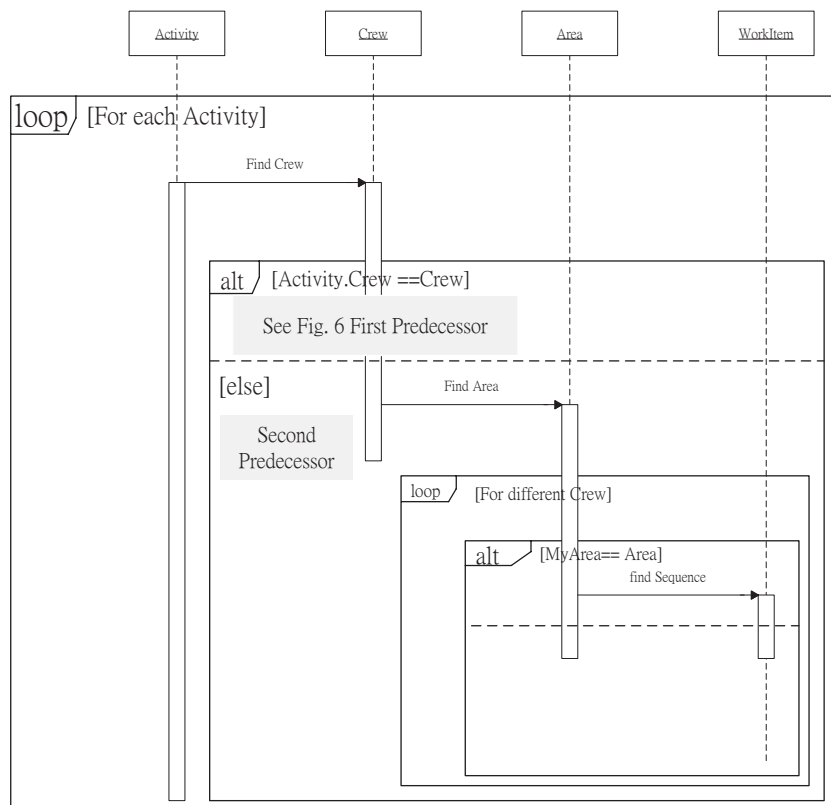 Activity
Crew
Area
WorkItem
loop
[For each Activity]
Find Crew
alt
[Activity.Crew ==Crew]
See Fig. 6 First Predecessor
[else]
Find Area
Second
Predecessor
loop
[For different Crew]
alt
[MyArea== Area]
find Sequence